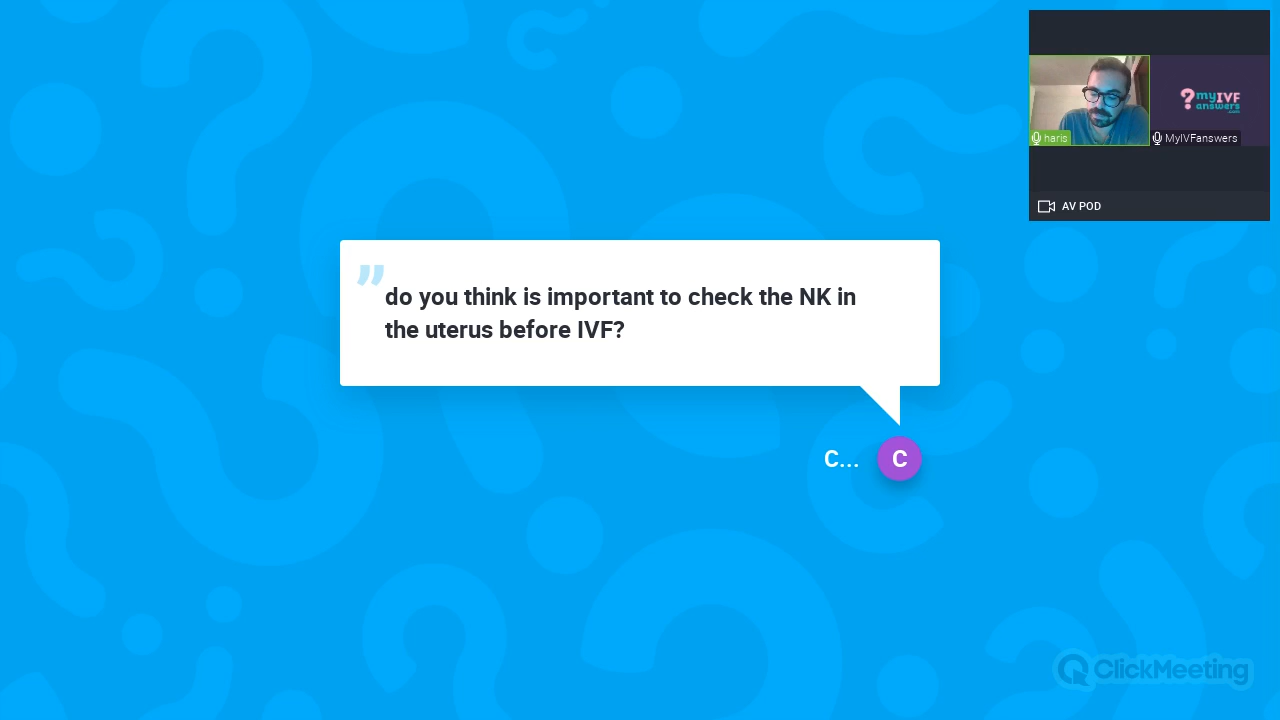 do you think is important to check the NK in
the uterus before IVF?
C...
C
haris
MyIVFanswers
?myIVF
answers
AV POD
ClickMeeting